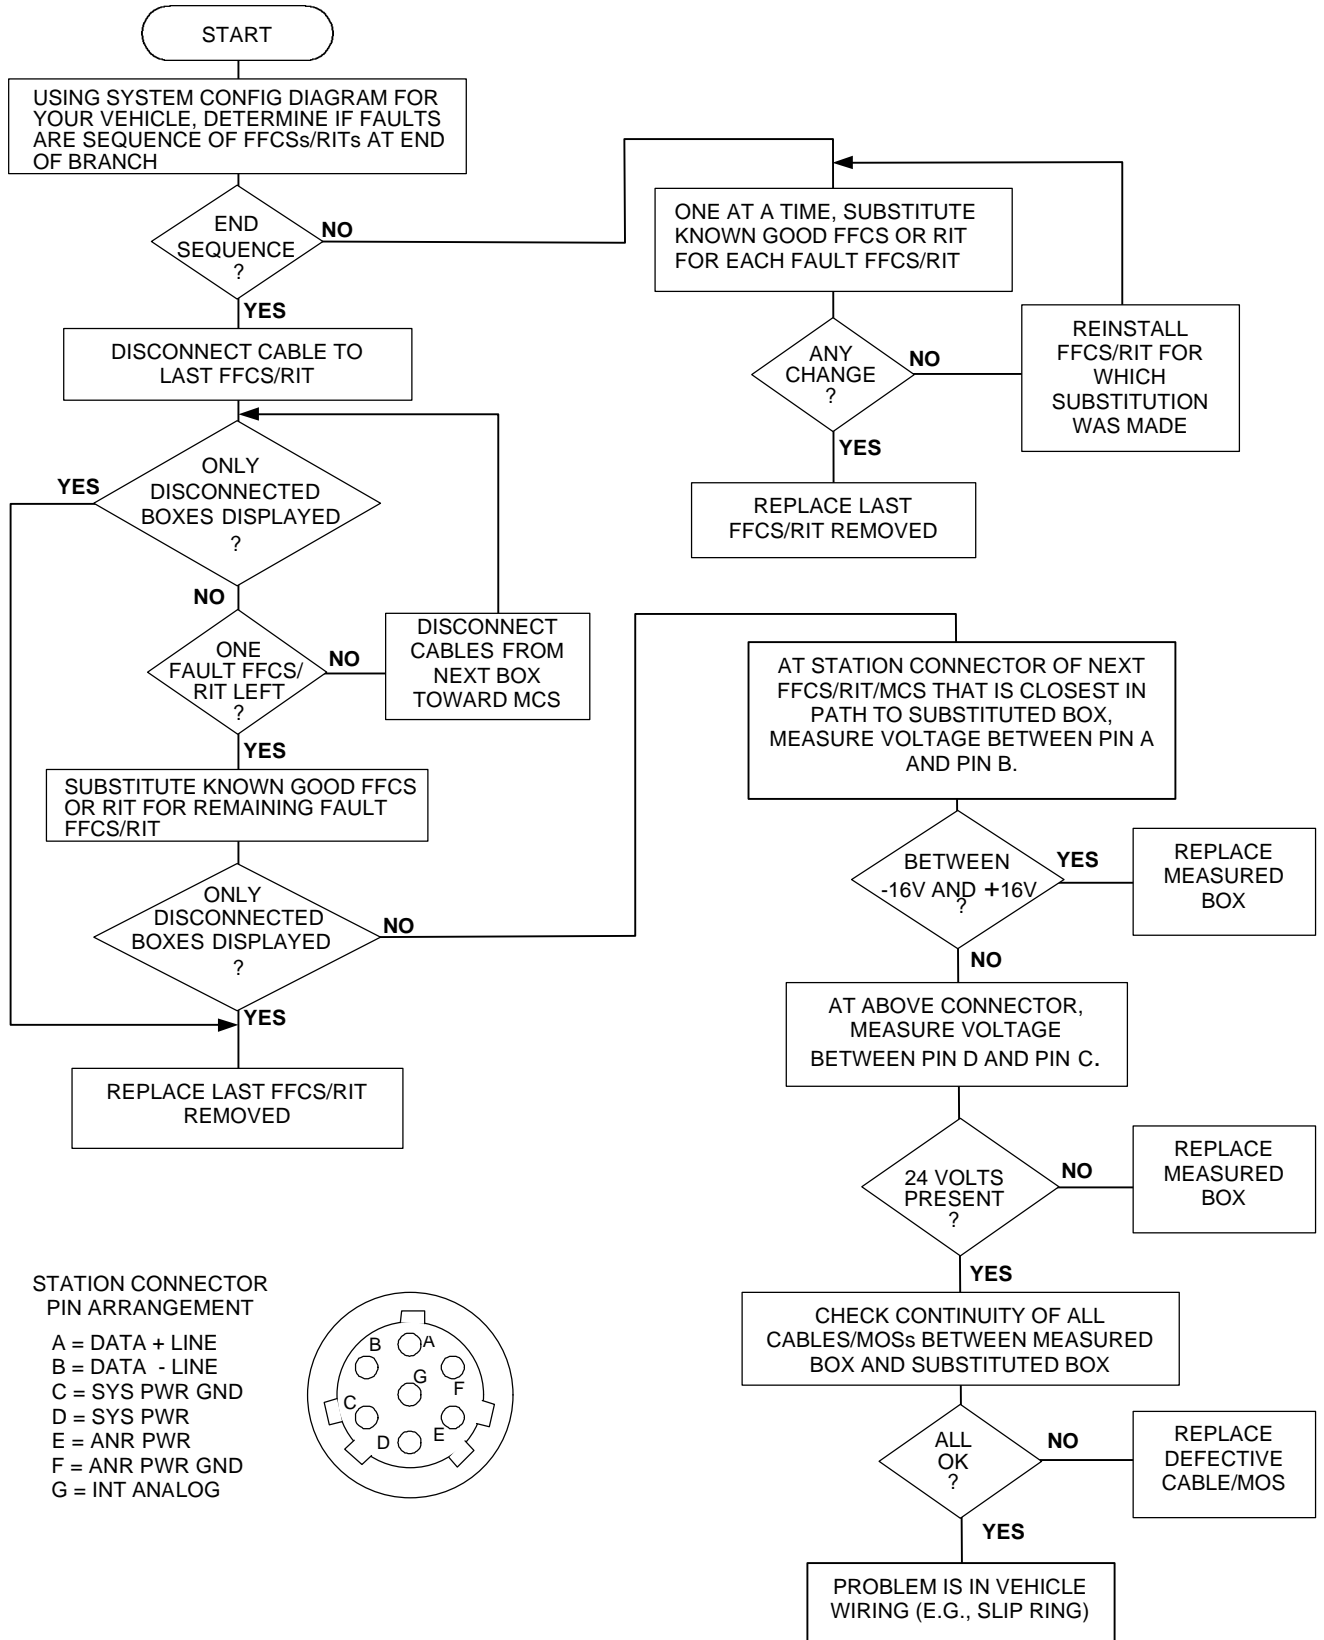 START
USING SYSTEM CONFIG DIAGRAM FOR
YOUR VEHICLE, DETERMINE IF FAULTS
ARE SEQUENCE OF FFCSs/RITs AT END
OF BRANCH
END
SEQUENCE
?
NO
YES
DISCONNECT CABLE TO
LAST FFCS/RIT
ONLY
DISCONNECTED
BOXES DISPLAYED
?
YES
NO
ONE
FAULT FFCS/
RIT LEFT
?
NO
DISCONNECT
CABLES FROM
NEXT BOX
TOWARD MCS
YES
SUBSTITUTE KNOWN GOOD FFCS
OR RIT FOR REMAINING FAULT
FFCS/RIT
ONLY
DISCONNECTED
BOXES DISPLAYED
?
NO
YES
REPLACE LAST FFCS/RIT
REMOVED
ONE AT A TIME, SUBSTITUTE
KNOWN GOOD FFCS OR RIT
FOR EACH FAULT FFCS/RIT
ANY
CHANGE
?
NO
REINSTALL
FFCS/RIT FOR
WHICH
SUBSTITUTION
WAS MADE
YES
REPLACE LAST
FFCS/RIT REMOVED
AT STATION CONNECTOR OF NEXT
FFCS/RIT/MCS THAT IS CLOSEST IN
PATH TO SUBSTITUTED BOX,
MEASURE VOLTAGE BETWEEN PIN A
AND PIN B.
BETWEEN
-16V AND +16V
?
YES
REPLACE
MEASURED
BOX
NO
AT ABOVE CONNECTOR,
MEASURE VOLTAGE
BETWEEN PIN D AND PIN C.
24 VOLTS
PRESENT
?
NO
REPLACE
MEASURED
BOX
YES
CHECK CONTINUITY OF ALL
CABLES/MOSs BETWEEN MEASURED
BOX AND SUBSTITUTED BOX
ALL
OK
?
NO
REPLACE
DEFECTIVE
CABLE/MOS
YES
PROBLEM IS IN VEHICLE
WIRING (E.G., SLIP RING)
STATION CONNECTOR
PIN ARRANGEMENT
A = DATA + LINE
B = DATA - LINE
C = SYS PWR GND
D = SYS PWR
E = ANR PWR
F = ANR PWR GND
G = INT ANALOG
B
A
G
F
C
D
E